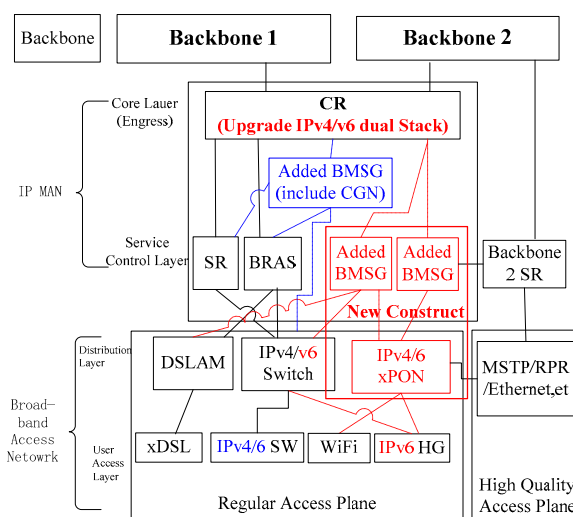 Backbone
Backbone 1
Backbone 2
Core Lauer
(Engress)
CR
(Upgrade IPv4/v6 dual Stack)
Added BMSG
(include CGN)
IP MAN
Service
Control Layer
SR
BRAS
Added
BMSG
Added
BMSG
Backbone
2 SR
New Construct
Distribution
Layer
DSLAM
IPv4/v6
Switch
IPv4/6
xPON
MSTP/RPR
/Ethernet,et
Broad-
band
Access
Netowrk
User
Access
Layer
xDSL
IPv4/6 SW
WiFi
IPv6 HG
Regular Access Plane
High Quality
Access Plane